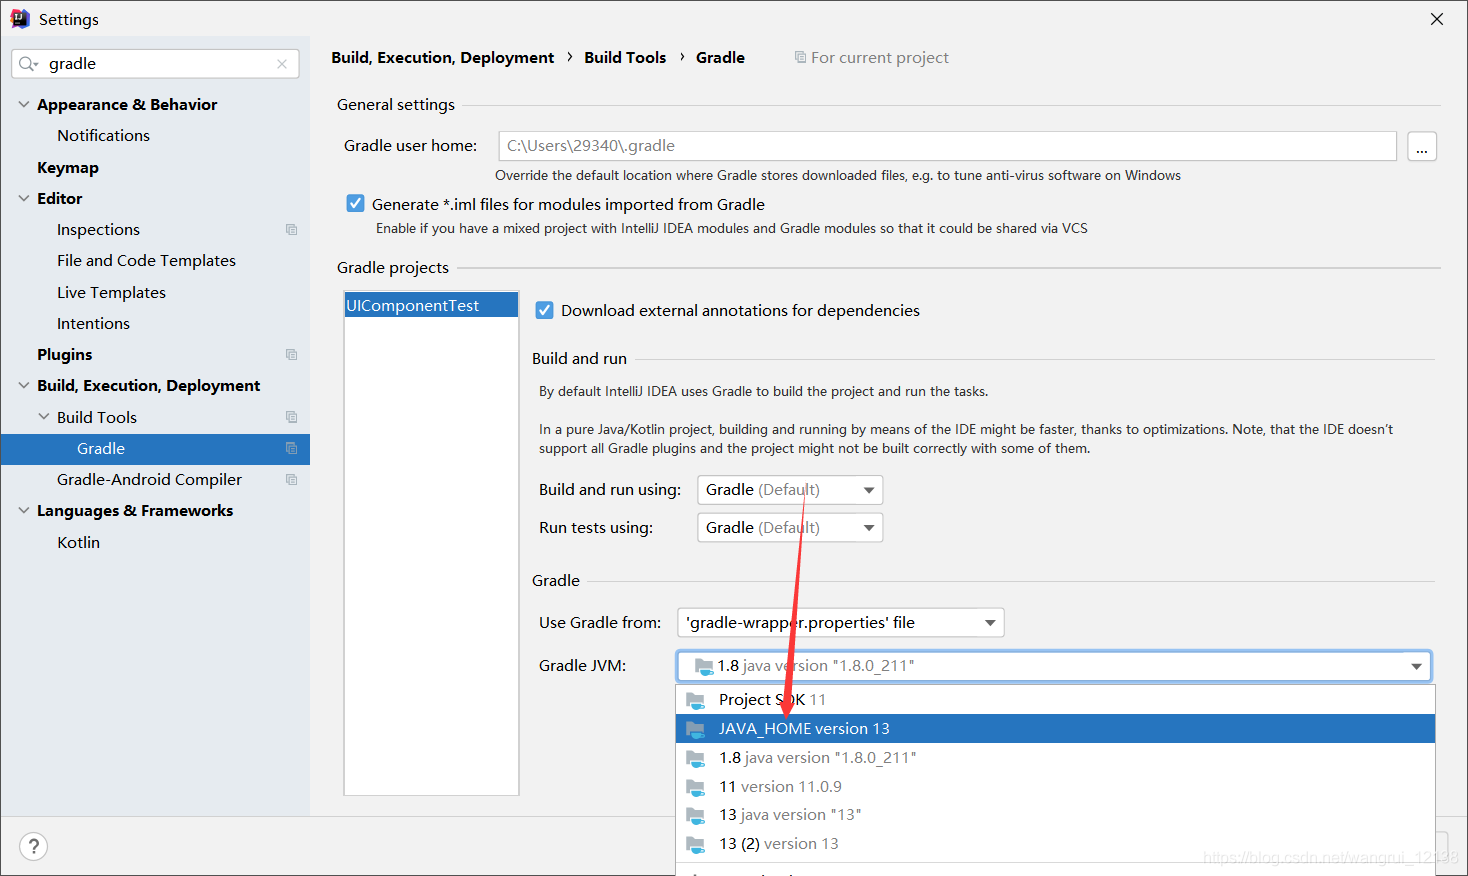 Settings
gradle
Appearance & Behavior
Notifications
Keymap
Editor
Inspections
File and Code Templates
Live Templates
Intentions
Plugins
Build, Execution, Deployment
Build Tools
Gradle
Gradle-Android Compiler
Languages & Frameworks
Kotlin
?
Build, Execution, Deployment › Build Tools › Gradle For current project
General settings
Gradle user home: C:\Users\29340\.gradle ...
Override the default location where Gradle stores downloaded files, e.g. to tune anti-virus software on Windows
Generate *.iml files for modules imported from Gradle
Enable if you have a mixed project with IntelliJ IDEA modules and Gradle modules so that it could be shared via VCS
Gradle projects
UIComponentTest
Download external annotations for dependencies
Build and run
By default IntelliJ IDEA uses Gradle to build the project and run the tasks.
In a pure Java/Kotlin project, building and running by means of the IDE might be faster, thanks to optimizations. Note, that the IDE doesn't
support all Gradle plugins and the project might not be built correctly with some of them.
Build and run using: Gradle (Default)
Run tests using: Gradle (Default)
Gradle
Use Gradle from: 'gradle-wrapper.properties' file
Gradle JVM: 1.8 java version "1.8.0_211"
Project SDK 11
JAVA_HOME version 13
1.8 java version "1.8.0_211"
11 version 11.0.9
13 java version "13"
13 (2) version 13
https://blog.csdn.net/wangrui_12138